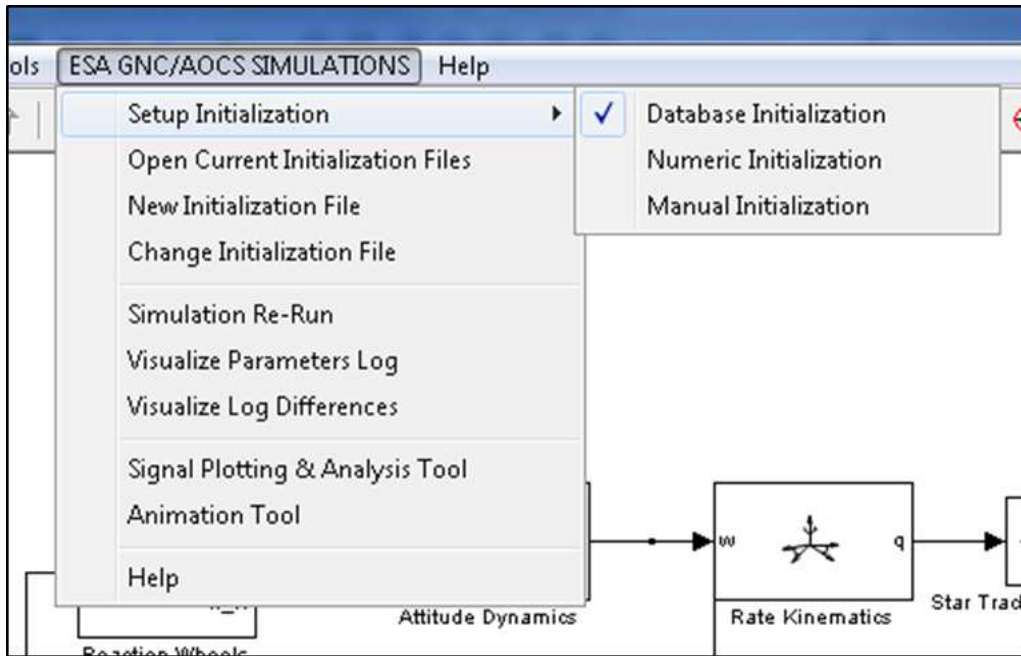 ols ESA GNC/AOCS SIMULATIONS Help
Setup Initialization
Database Initialization
Open Current Initialization Files
Numeric Initialization
New Initialization File
Manual Initialization
Change Initialization File
Simulation Re-Run
Visualize Parameters Log
Visualize Log Differences
Signal Plotting & Analysis Tool
Animation Tool
Help
w
q
Attitude Dynamics
Rate Kinematics
Star Trac
Reaction Wheels